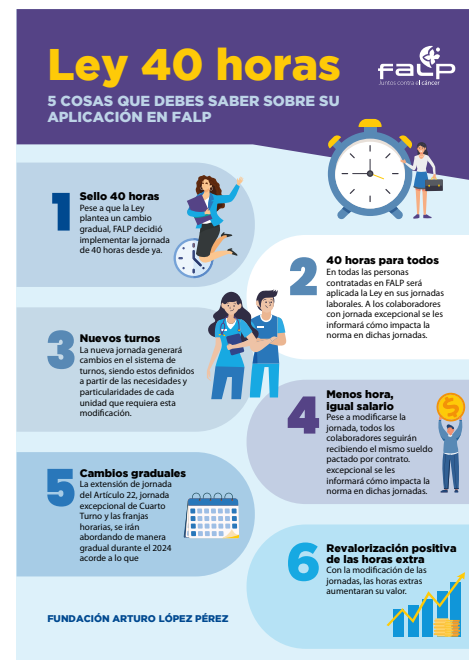 Ley 40 horas
5 COSAS QUE DEBES SABER SOBRE SU
APLICACIÓN EN FALP
falp
Juntos contra el cáncer
1
Sello 40 horas
Pese a que la Ley
plantea un cambio
gradual, FALP decidió
implementar la jornada
de 40 horas desde ya.
2
40 horas para todos
En todas las personas
contratadas en FALP será
aplicada la Ley en sus jornadas
laborales. A los colaboradores
con jornada excepcional se les
informará cómo impacta la
norma en dichas jornadas.
3
Nuevos turnos
La nueva jornada generará
cambios en el sistema de
turnos, siendo estos definidos
a partir de las necesidades y
particularidades de cada
unidad que requiera esta
modificación.
4
Menos hora,
igual salario
Pese a modificarse la
jornada, todos los
colaboradores seguirán
recibiendo el mismo sueldo
pactado por contrato.
excepcional se les
informará cómo impacta la
norma en dichas jornadas.
5
Cambios graduales
La extensión de jornada
del Artículo 22, jornada
excepcional de Cuarto
Turno y las franjas
horarias, se irán
abordando de manera
gradual durante el 2024
acorde a lo que
6
Revalorización positiva
de las horas extra
Con la modificación de las
jornadas, las horas extras
aumentaran su valor.
FUNDACIÓN ARTURO LÓPEZ PÉREZ